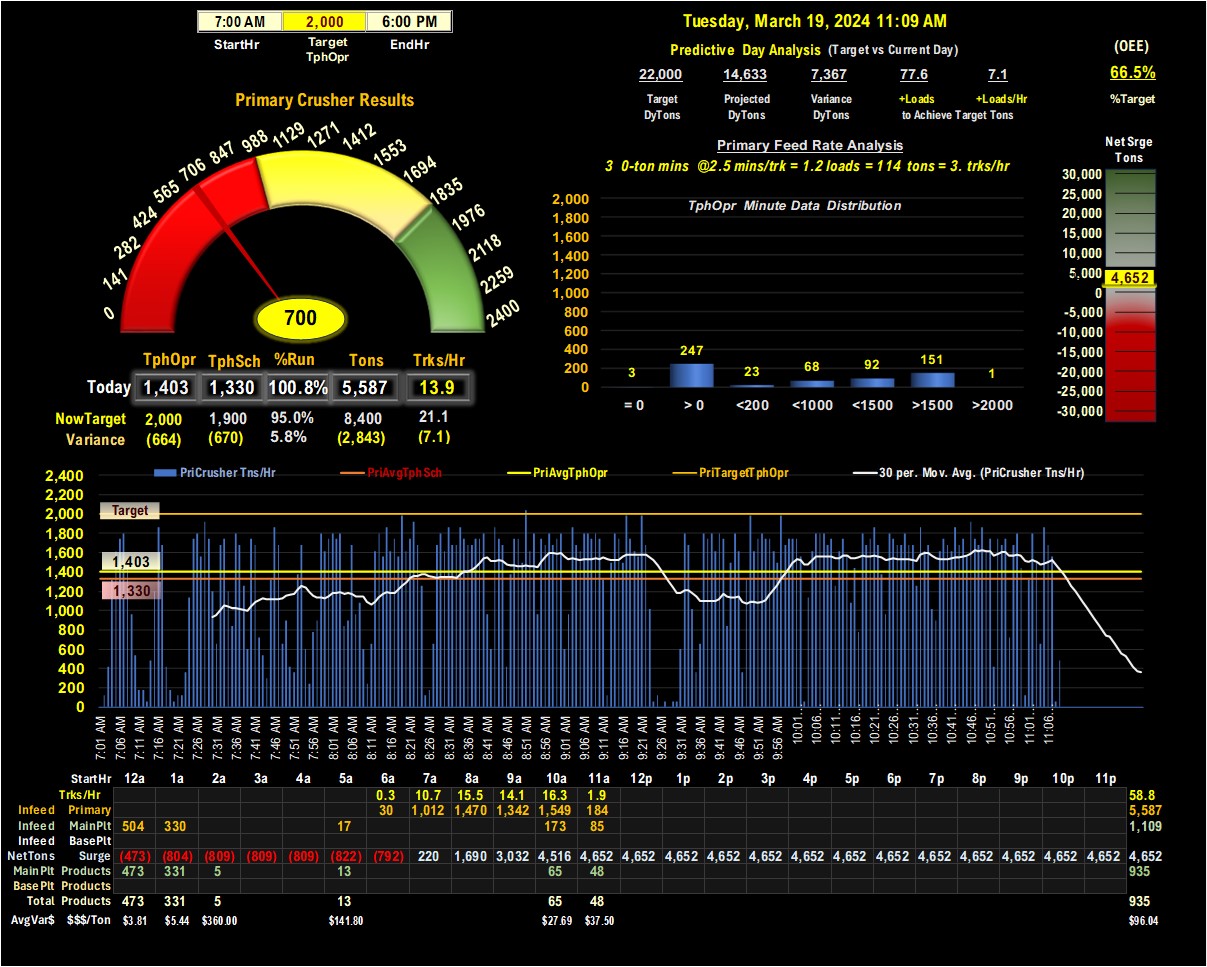 7:00 AM 2,000 6:00 PM
StartHr Target TphOpr EndHr
Tuesday, March 19, 2024 11:09 AM
Predictive Day Analysis (Target vs Current Day)
22,000 14,633 7,367 77.6 7.1
Target Projected Variance +Loads +Loads/Hr
DyTons DyTons DyTons to Achieve Target Tons
(OEE)
66.5%
%Target
Primary Crusher Results
0 141 282 424 565 706 847 988 1129 1271 1412 1553 1694 1835 1976 2118 2259 2400
700
TphOpr TphSch %Run Tons Trks/Hr
Today 1,403 1,330 100.8% 5,587 13.9
NowTarget 2,000 1,900 95.0% 8,400 21.1
Variance (664) (670) 5.8% (2,843) (7.1)
Primary Feed Rate Analysis
3 0-ton mins @2.5 mins/trk = 1.2 loads = 114 tons = 3. trks/hr
TphOpr Minute Data Distribution
2,000
1,800
1,600
1,400
1,200
1,000
800
600
400
200
0
3 247 23 68 92 151 1
= 0 > 0 <200 <1000 <1500 >1500 >2000
Net Srge
Tons
30,000
25,000
20,000
15,000
10,000
5,000
4,652
0
-5,000
-10,000
-15,000
-20,000
-25,000
-30,000
PriCrusher Tns/Hr PriAvgTphSch PriAvgTphOpr PriTargetTphOpr 30 per. Mov. Avg. (PriCrusher Tns/Hr)
2,400
2,200
2,000
1,800
1,600
1,400
1,200
1,000
800
600
400
200
0
Target
1,403
1,330
7:01 AM 7:06 AM 7:11 AM 7:16 AM 7:21 AM 7:26 AM 7:31 AM 7:36 AM 7:41 AM 7:46 AM 7:51 AM 7:56 AM 8:01 AM 8:06 AM 8:11 AM 8:16 AM 8:21 AM 8:26 AM 8:31 AM 8:36 AM 8:41 AM 8:46 AM 8:51 AM 8:56 AM 9:01 AM 9:06 AM 9:11 AM 9:16 AM 9:21 AM 9:26 AM 9:31 AM 9:36 AM 9:41 AM 9:46 AM 9:51 AM 9:56 AM 10:01... 10:06... 10:11... 10:16... 10:21... 10:26... 10:31... 10:36... 10:41... 10:46... 10:51... 10:56... 11:01... 11:06...
StartHr 12a 1a 2a 3a 4a 5a 6a 7a 8a 9a 10a 11a 12p 1p 2p 3p 4p 5p 6p 7p 8p 9p 10p 11p
Trks/Hr 0.3 10.7 15.5 14.1 16.3 1.9 58.8
Infeed Primary 30 1,012 1,470 1,342 1,549 184 5,587
Infeed MainPlt 504 330 17 173 85 1,109
Infeed BasePlt
NetTons Surge (473) (804) (809) (809) (809) (822) (792) 220 1,690 3,032 4,516 4,652 4,652 4,652 4,652 4,652 4,652 4,652 4,652 4,652 4,652 4,652 4,652 4,652 4,652
MainPlt Products 473 331 5 13 65 48 935
BasePlt Products
Total Products 473 331 5 13 65 48 935
AvgVar$ $$$/Ton $3.81 $5.44 $360.00 $141.80 $27.69 $37.50 $96.04